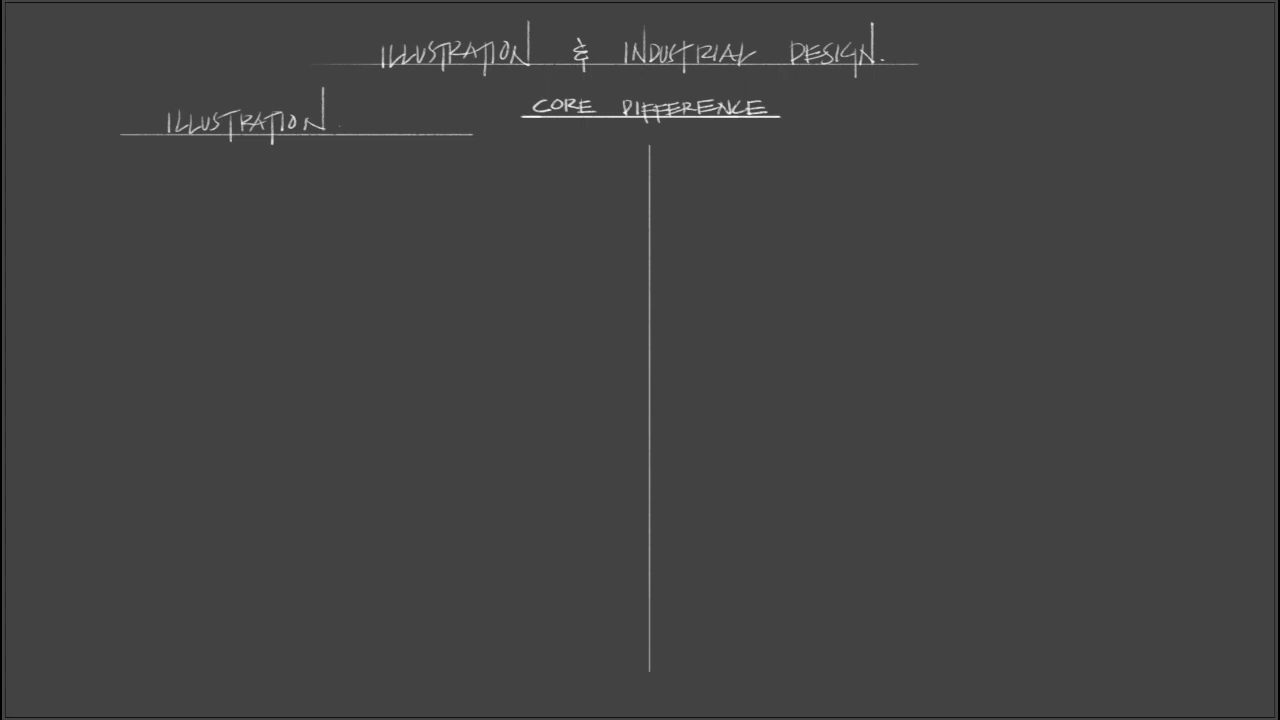 ILLUSTRATION & INDUSTRIAL DESIGN.
CORE DIFFERENCE
ILLUSTRATION